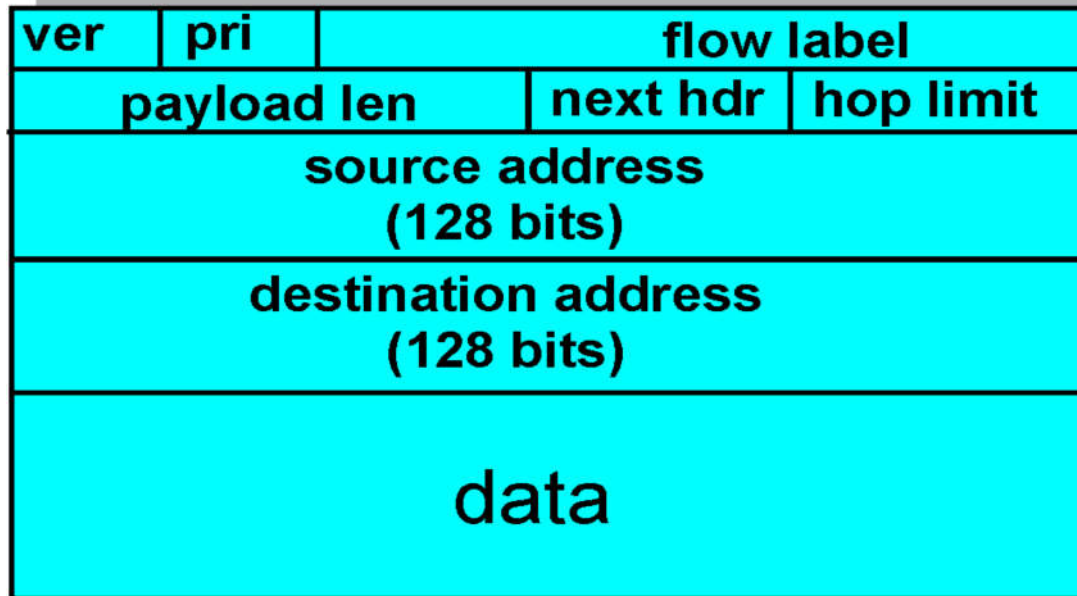 ver pri flow label
payload len next hdr hop limit
source address
(128 bits)
destination address
(128 bits)
data